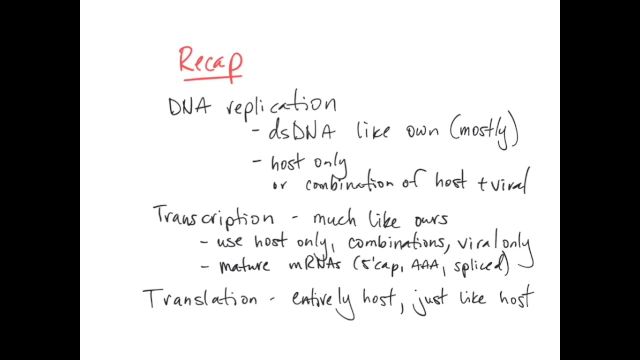 Recap
DNA replication
- dsDNA like own (mostly)
- host only
or combination of host + viral
Transcription - much like ours
- use host only, combinations, viral only
- mature mRNAs (5'cap, AAA, spliced)
Translation - entirely host, just like host